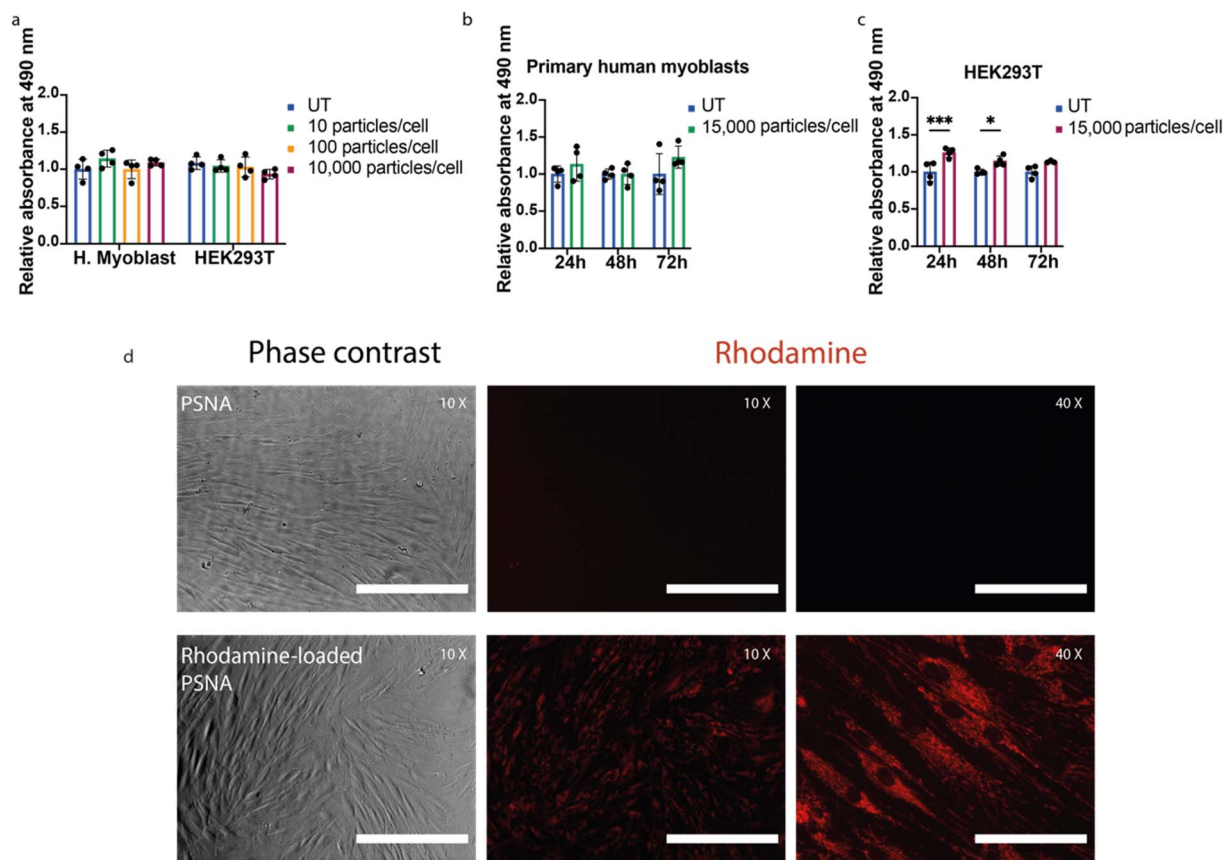 a
Relative absorbance at 490 nm
2.0
1.5
1.0
0.5
0.0
H. Myoblast HEK293T
UT
10 particles/cell
100 particles/cell
10,000 particles/cell
b
Relative absorbance at 490 nm
Primary human myoblasts
2.0
1.5
1.0
0.5
0.0
24h 48h 72h
UT
15,000 particles/cell
c
Relative absorbance at 490 nm
HEK293T
2.0
1.5
1.0
0.5
0.0
*** *
24h 48h 72h
UT
15,000 particles/cell
d
Phase contrast Rhodamine
PSNA 10 X 10 X 40 X
Rhodamine-loaded 10 X 10 X 40 X
PSNA